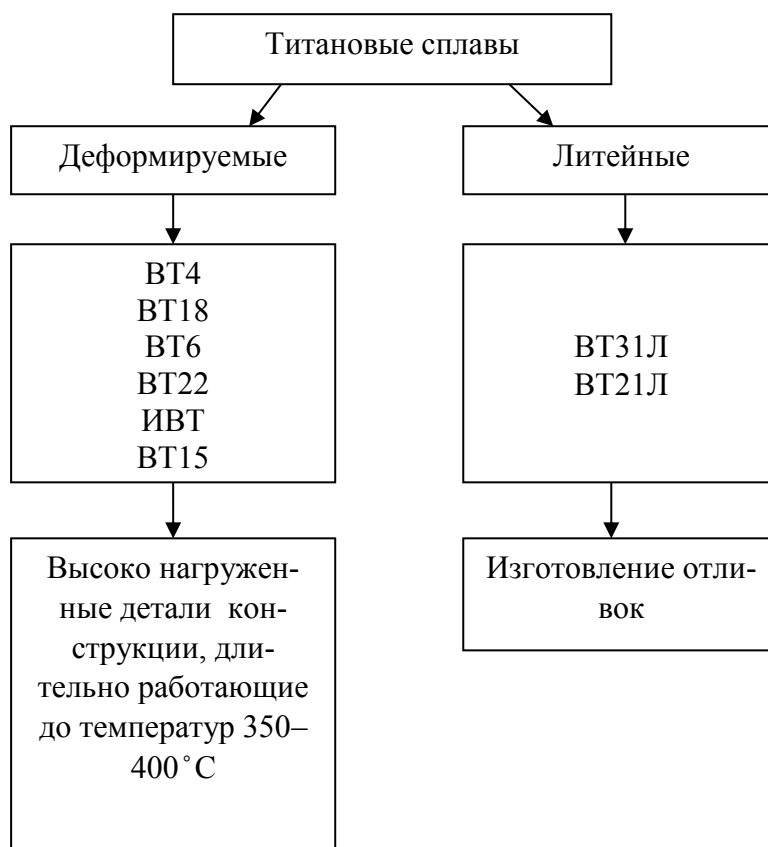 Титановые сплавы
Деформируемые
Литейные
ВТ4
ВТ18
ВТ6
ВТ22
ИВТ
ВТ15
ВТ31Л
ВТ21Л
Высоко нагружен-
ные детали кон-
струкции, дли-
тельно работающие
до температур 350–
400˚С
Изготовление отли-
вок